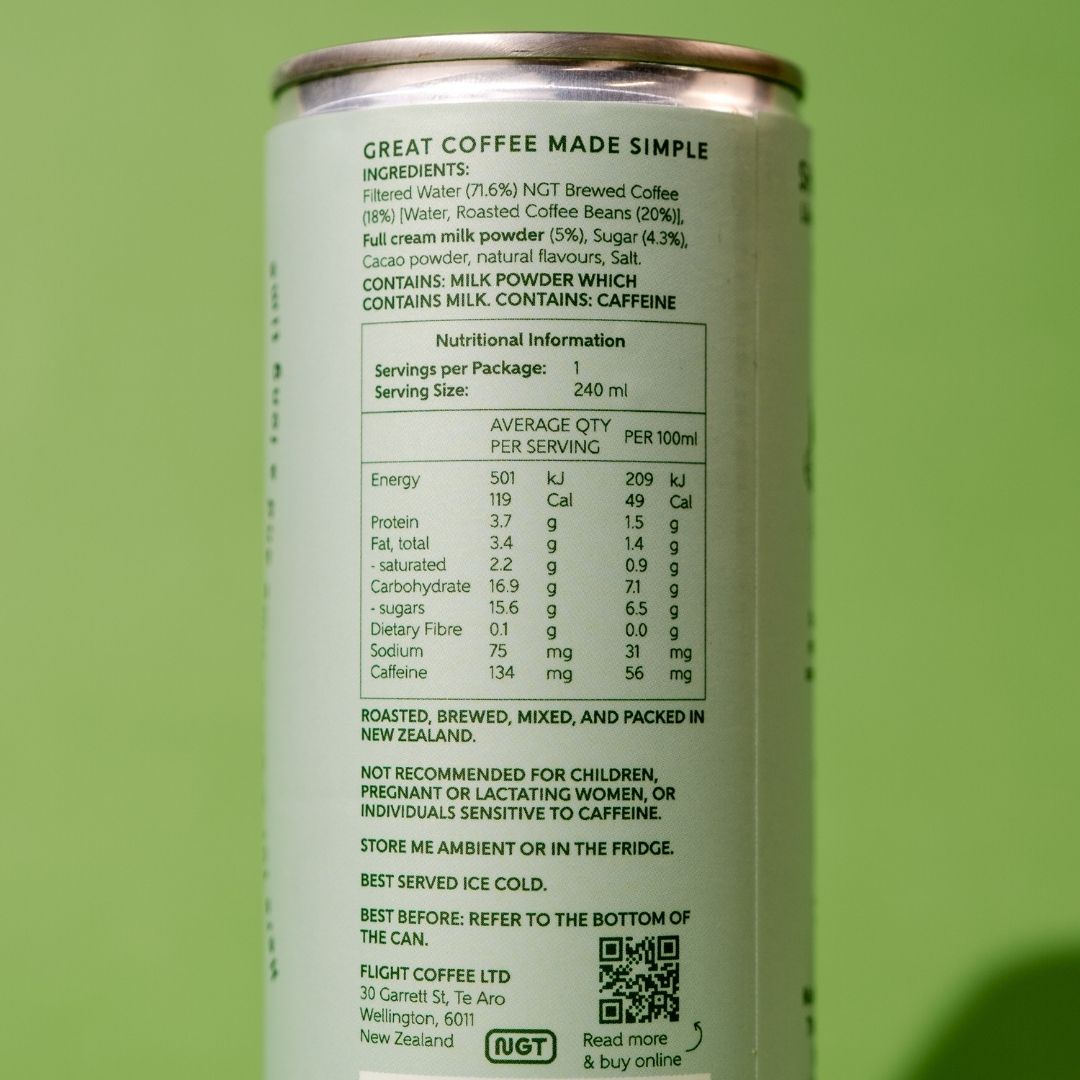 GREAT COFFEE MADE SIMPLE
INGREDIENTS:
Filtered Water (71.6%) NGT Brewed Coffee
(18%) [Water, Roasted Coffee Beans (20%)],
Full cream milk powder (5%), Sugar (4.3%),
Cacao powder, natural flavours, Salt.
CONTAINS: MILK POWDER WHICH
CONTAINS MILK. CONTAINS: CAFFEINE
Nutritional Information
Servings per Package: 1
Serving Size: 240 ml
AVERAGE QTY
PER SERVING PER 100ml
Energy 501 kJ 209 kJ
119 Cal 49 Cal
Protein 3.7 g 1.5 g
Fat, total 3.4 g 1.4 g
- saturated 2.2 g 0.9 g
Carbohydrate 16.9 g 7.1 g
- sugars 15.6 g 6.5 g
Dietary Fibre 0.1 g 0.0 g
Sodium 75 mg 31 mg
Caffeine 134 mg 56 mg
ROASTED, BREWED, MIXED, AND PACKED IN
NEW ZEALAND.
NOT RECOMMENDED FOR CHILDREN,
PREGNANT OR LACTATING WOMEN, OR
INDIVIDUALS SENSITIVE TO CAFFEINE.
STORE ME AMBIENT OR IN THE FRIDGE.
BEST SERVED ICE COLD.
BEST BEFORE: REFER TO THE BOTTOM OF
THE CAN.
FLIGHT COFFEE LTD
30 Garrett St, Te Aro
Wellington, 6011
New Zealand
NGT
Read more
& buy online